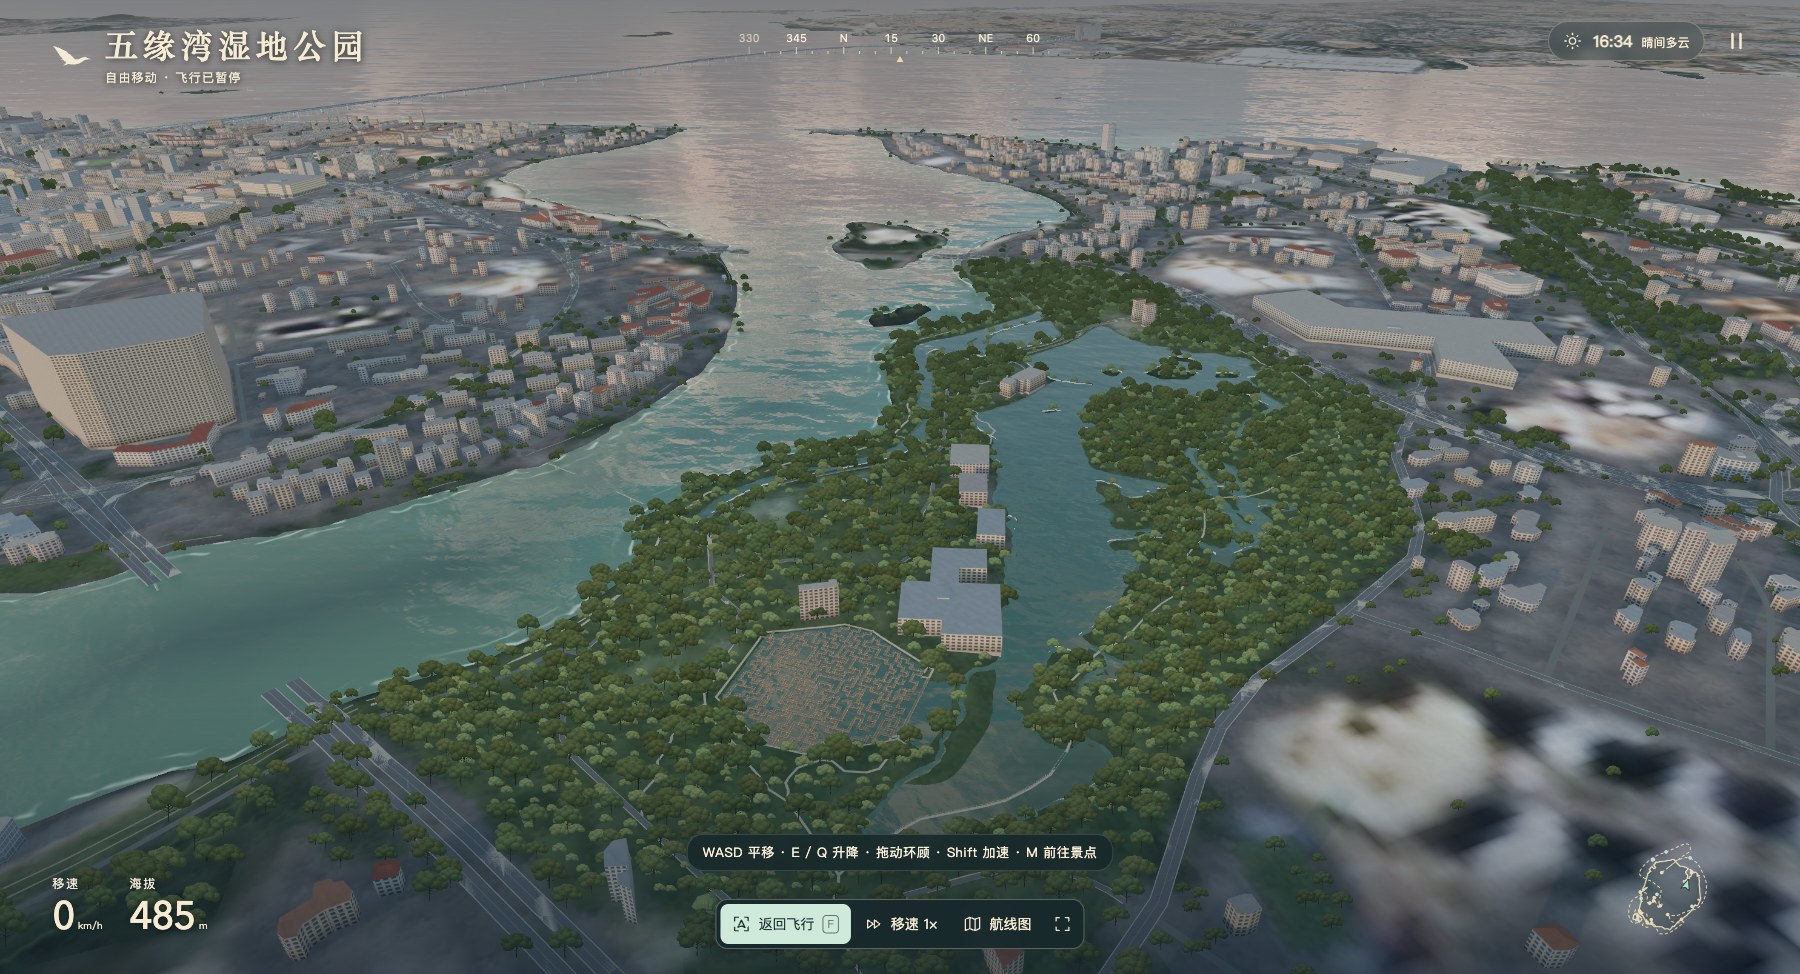 五缘湾湿地公园
自由移动 · 飞行已暂停
330 345 N 15 30 NE 60
16:34 晴间多云
WASD 平移 · E / Q 升降 · 拖动环顾 · Shift 加速 · M 前往景点
移速 海拔
0 km/h 485 m
返回飞行 F 移速 1x 航线图